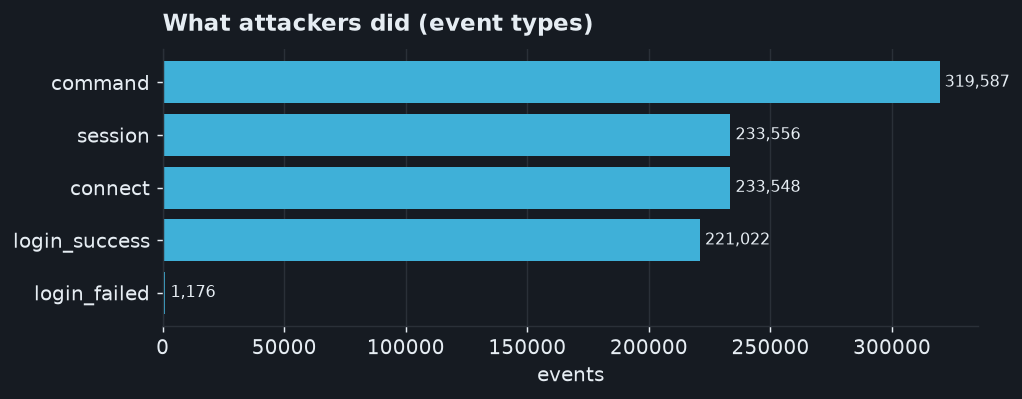 What attackers did (event types)
command 319,587
session 233,556
connect 233,548
login_success 221,022
login_failed 1,176
0 50000 100000 150000 200000 250000 300000
events